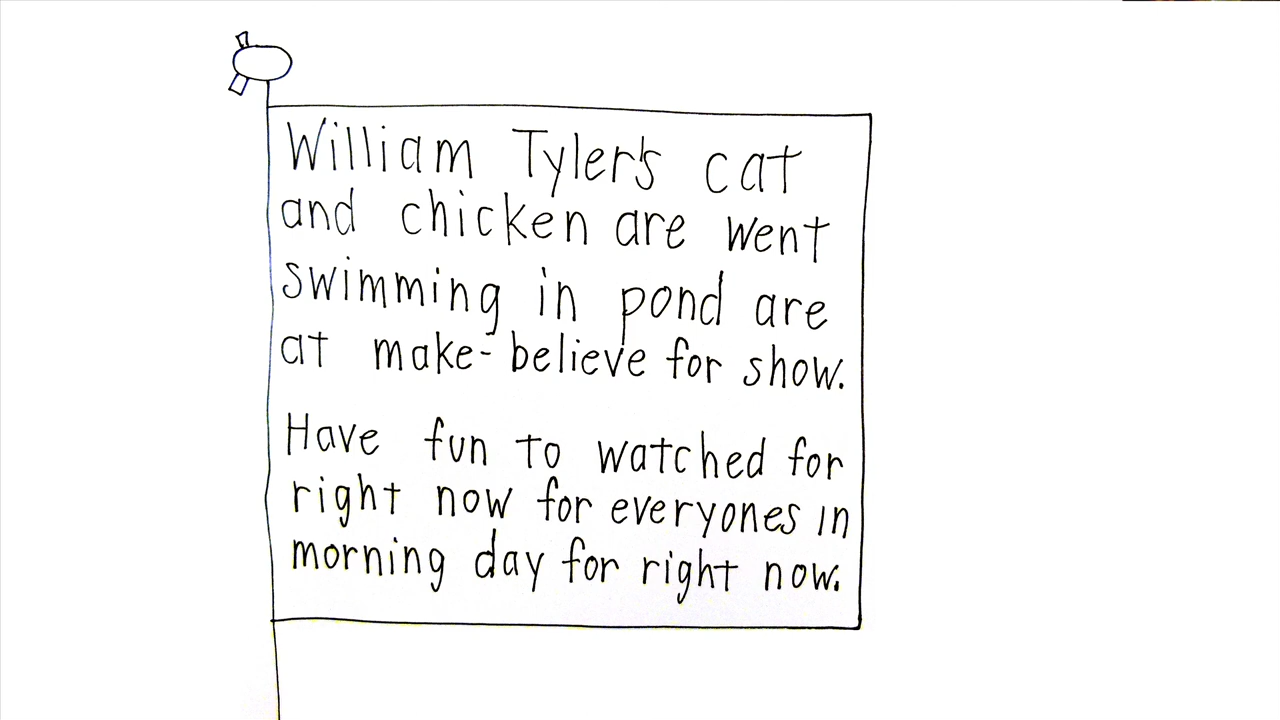 William Tyler's cat
and chicken are went
swimming in pond are
at make-believe for show.
Have fun to watched for
right now for everyones in
morning day for right now.